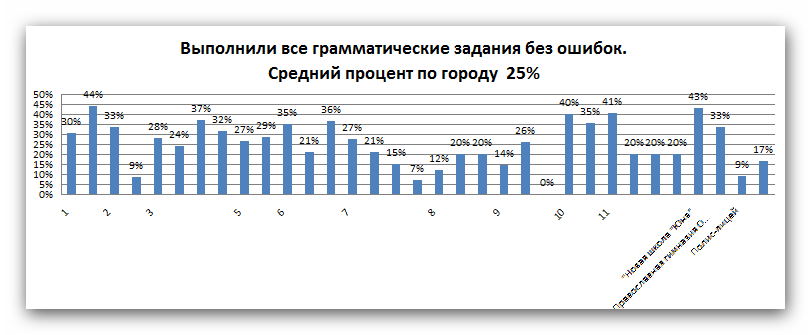 Выполнили все грамматические задания без ошибок.
Средний процент по городу 25%
50%
45%
40%
35%
30%
25%
20%
15%
10%
5%
0%
30% 44% 33% 9% 28% 24% 37% 32% 27% 29% 35% 21% 36% 27% 21% 15% 7% 12% 20% 20% 14% 26% 0% 40% 35% 41% 20% 20% 20% 43% 33% 9% 17%
1 2 3 5 6 7 8 9 10 11
"Новая школа "Юна"
Православная гимназия О...
Полис-лицей